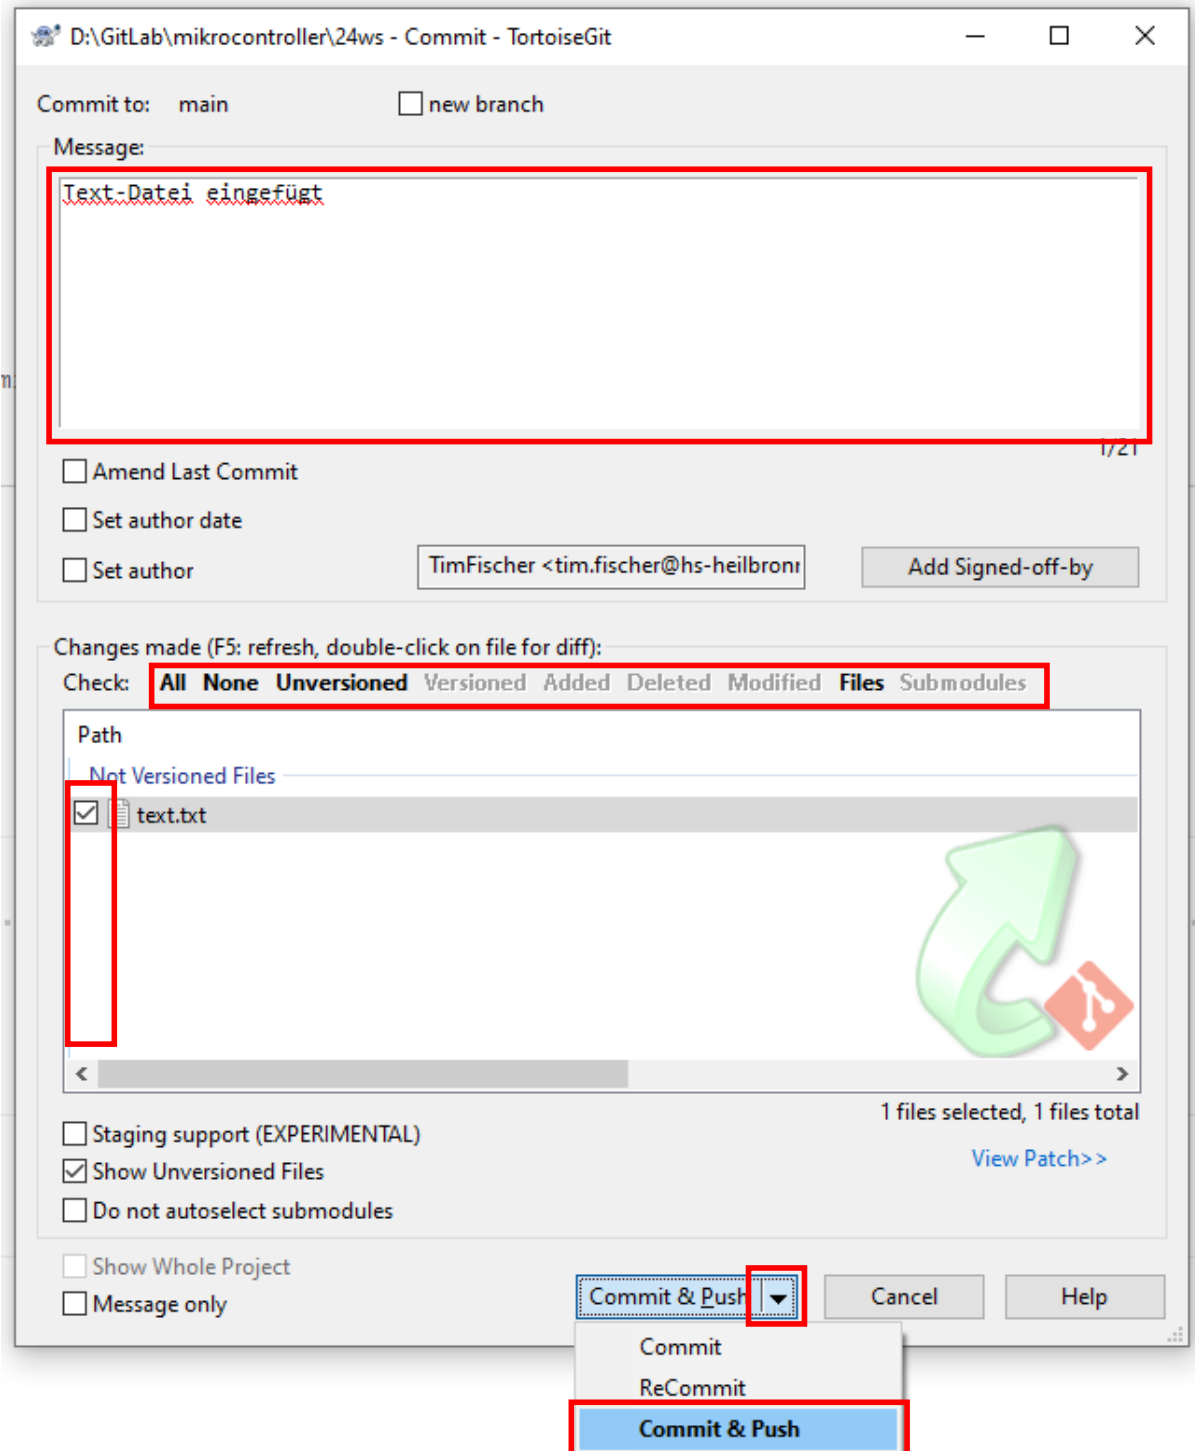 D:\GitLab\mikrocontroller\24ws - Commit - TortoiseGit
Commit to: main new branch
Message:
Text-Datei eingefügt
1/21
Amend Last Commit
Set author date
Set author TimFischer <tim.fischer@hs-heilbronn Add Signed-off-by
Changes made (F5: refresh, double-click on file for diff):
Check: All None Unversioned Versioned Added Deleted Modified Files Submodules
Path
Not Versioned Files
text.txt
1 files selected, 1 files total
Staging support (EXPERIMENTAL)
View Patch>>
Show Unversioned Files
Do not autoselect submodules
Show Whole Project
Message only
Commit & Push Cancel Help
Commit
ReCommit
Commit & Push